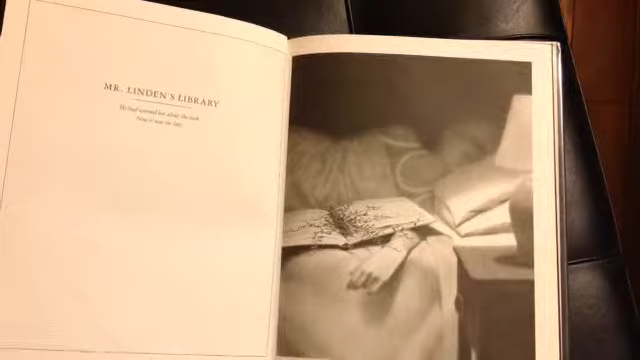 MR. LINDEN'S LIBRARY
He had warned her about the book.
Now it was too late.